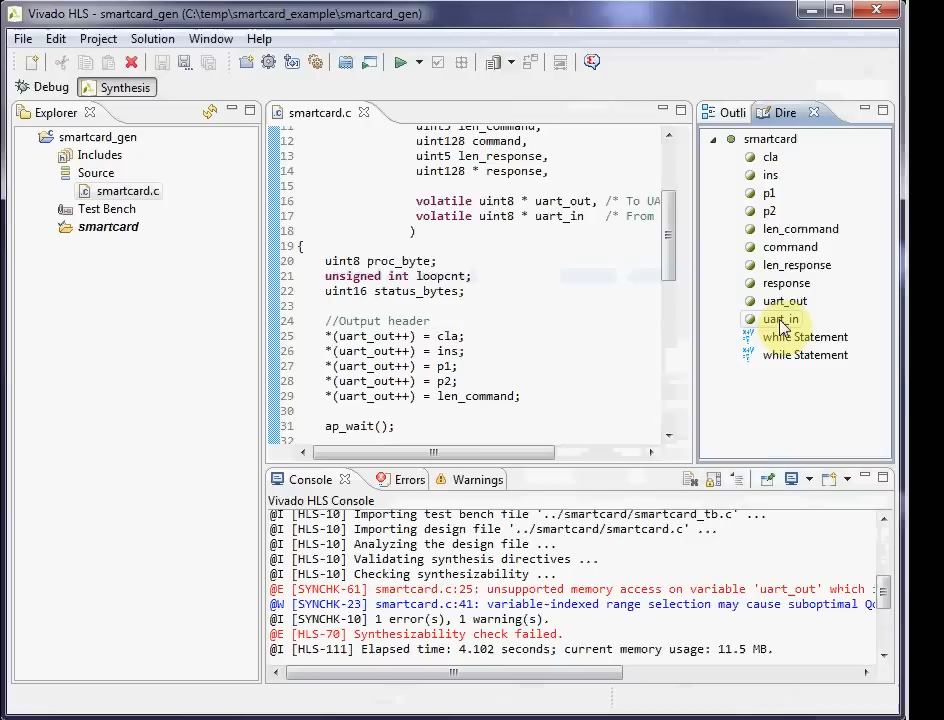 Vivado HLS - smartcard_gen (C:\temp\smartcard_example\smartcard_gen)
File Edit Project Solution Window Help
Debug Synthesis
Explorer
smartcard_gen
Includes
Source
smartcard.c
Test Bench
smartcard
smartcard.c
11 uint5 len_command,
12 uint128 command,
13 uint5 len_response,
14 uint128 * response,
15
16 volatile uint8 * uart_out, /* To UA
17 volatile uint8 * uart_in /* From
18 )
19 {
20 uint8 proc_byte;
21 unsigned int loopcnt;
22 uint16 status_bytes;
23
24 //Output header
25 *(uart_out++) = cla;
26 *(uart_out++) = ins;
27 *(uart_out++) = p1;
28 *(uart_out++) = p2;
29 *(uart_out++) = len_command;
30
31 ap_wait();
32
Outli Dire
smartcard
cla
ins
p1
p2
len_command
command
len_response
response
uart_out
uart_in
while Statement
while Statement
Console Errors Warnings
Vivado HLS Console
@I [HLS-10] Importing test bench file '../smartcard/smartcard_tb.c' ...
@I [HLS-10] Importing design file '../smartcard/smartcard.c' ...
@I [HLS-10] Analyzing the design file ...
@I [HLS-10] Validating synthesis directives ...
@I [HLS-10] Checking synthesizability ...
@E [SYNCHK-61] smartcard.c:25: unsupported memory access on variable 'uart_out' which
@W [SYNCHK-23] smartcard.c:41: variable-indexed range selection may cause suboptimal Qo
@I [SYNCHK-10] 1 error(s), 1 warning(s).
@E [HLS-70] Synthesizability check failed.
@I [HLS-111] Elapsed time: 4.102 seconds; current memory usage: 11.5 MB.